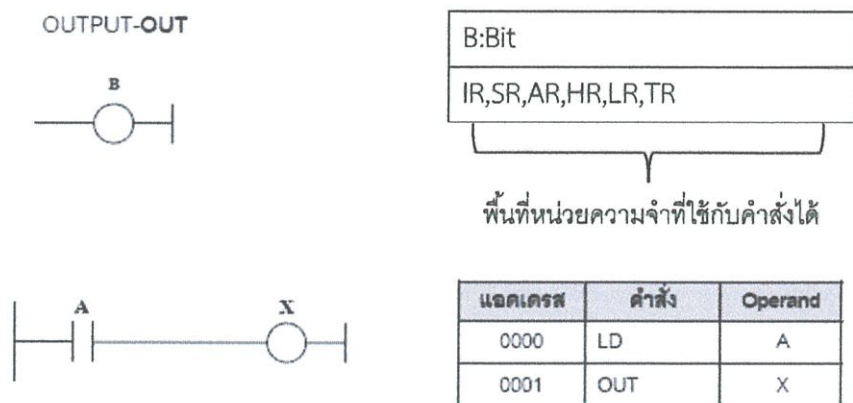 OUTPUT-OUT
B
B:Bit
IR,SR,AR,HR,LR,TR
พื้นที่หน่วยความจำที่ใช้กับคำสั่งได้
A
X
แอดเดรส คำสั่ง Operand
0000 LD A
0001 OUT X